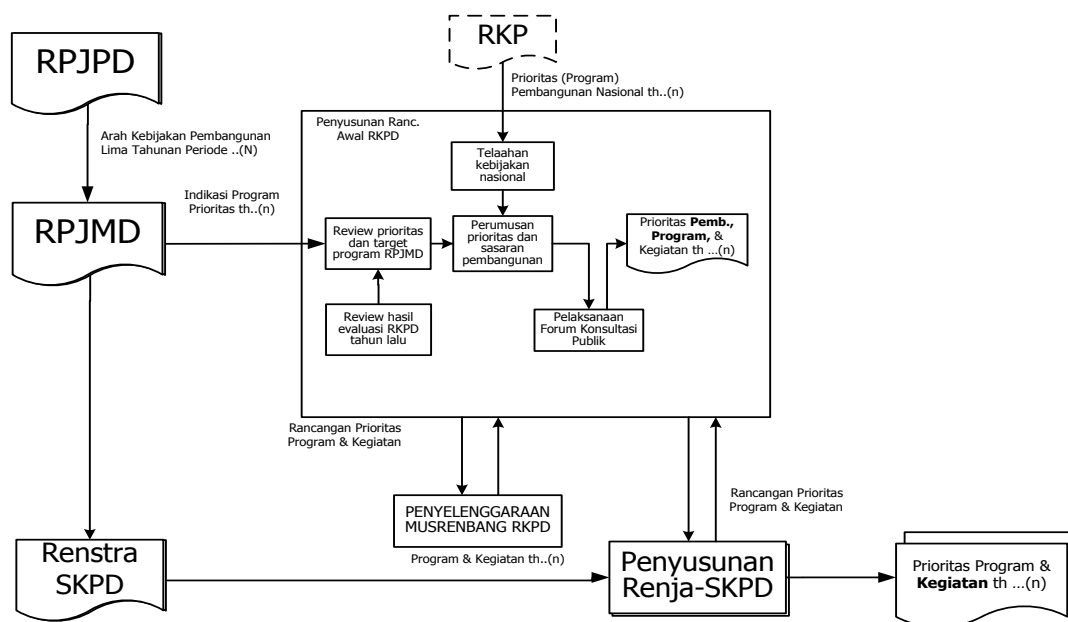 RPJPD
RKP
Prioritas (Program)
Pembangunan Nasional th..(n)
Arah Kebijakan Pembangunan
Lima Tahunan Periode ..(N)
Penyusunan Ranc.
Awal RKPD
Telaahan
kebijakan
nasional
Indikasi Program
Prioritas th..(n)
RPJMD
Review prioritas
dan target
program RPJMD
Perumusan
prioritas dan
sasaran
pembangunan
Prioritas Pemb.,
Program, &
Kegiatan th ...(n)
Review hasil
evaluasi RKPD
tahun lalu
Pelaksanaan
Forum Konsultasi
Publik
Rancangan Prioritas
Program & Kegiatan
PENYELENGGARAAN
MUSRENBANG RKPD
Rancangan Prioritas
Program & Kegiatan
Program & Kegiatan th..(n)
Renstra
SKPD
Penyusunan
Renja-SKPD
Prioritas Program &
Kegiatan th ...(n)